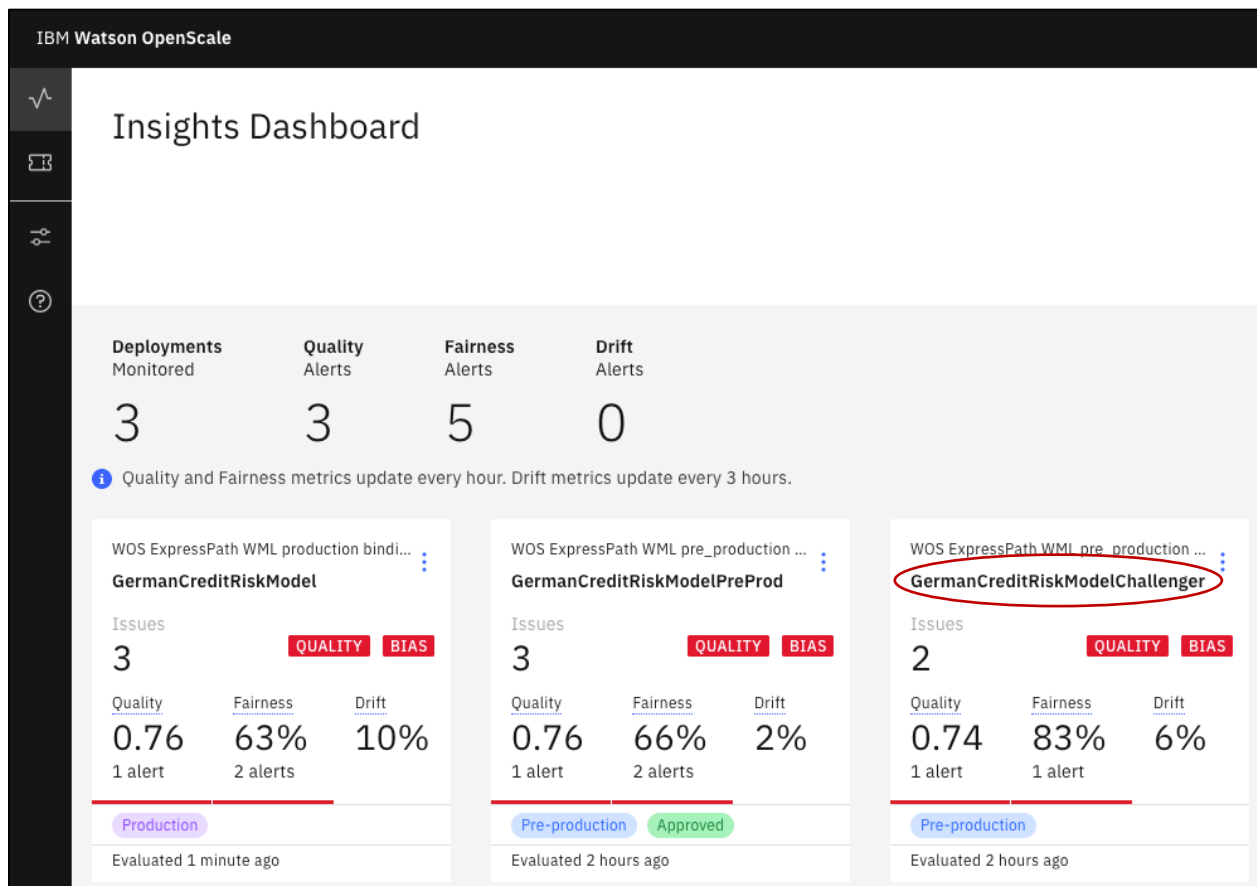 IBM Watson OpenScale
Insights Dashboard
Deployments Quality Fairness Drift
Monitored Alerts Alerts Alerts
3 3 5 0
Quality and Fairness metrics update every hour. Drift metrics update every 3 hours.
WOS ExpressPath WML production bindi...
GermanCreditRiskModel
Issues
3 QUALITY BIAS
Quality Fairness Drift
0.76 63% 10%
1 alert 2 alerts
Production
Evaluated 1 minute ago
WOS ExpressPath WML pre_production ...
GermanCreditRiskModelPreProd
Issues
3 QUALITY BIAS
Quality Fairness Drift
0.76 66% 2%
1 alert 2 alerts
Pre-production Approved
Evaluated 2 hours ago
WOS ExpressPath WML pre_production ...
GermanCreditRiskModelChallenger
Issues
2 QUALITY BIAS
Quality Fairness Drift
0.74 83% 6%
1 alert 1 alert
Pre-production
Evaluated 2 hours ago